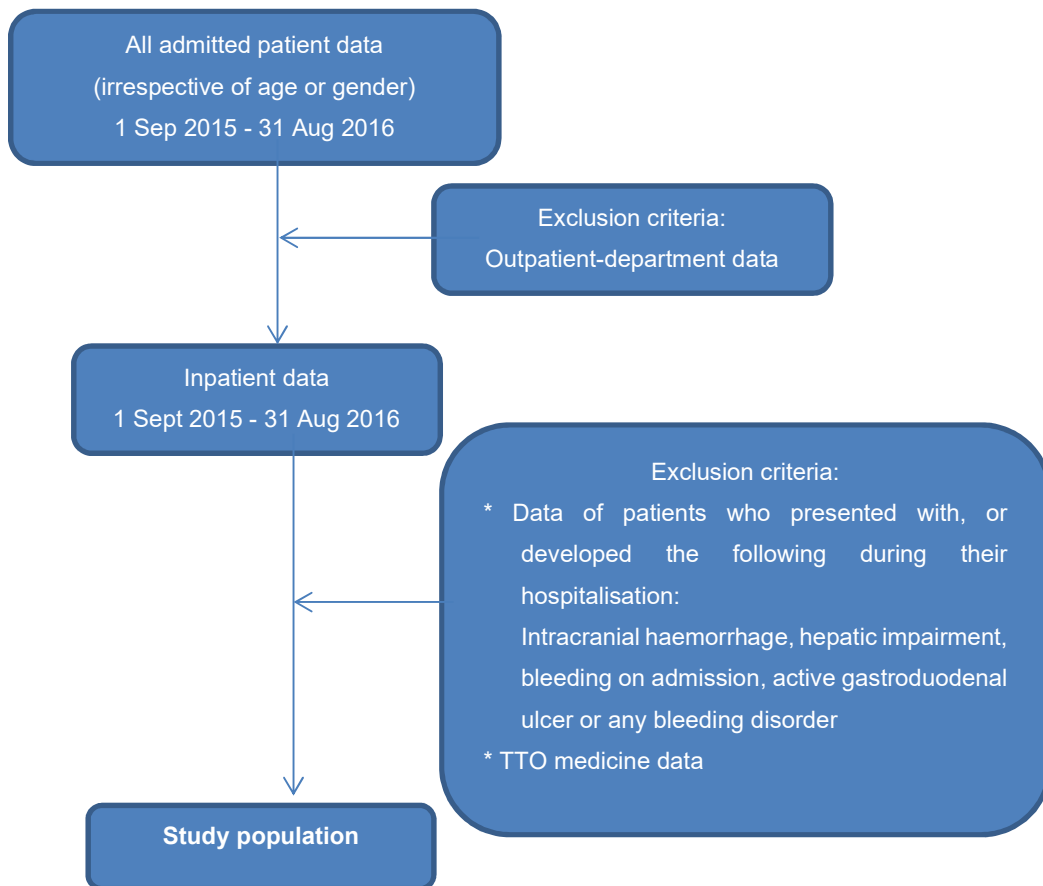 All admitted patient data
(irrespective of age or gender)
1 Sep 2015 - 31 Aug 2016
Exclusion criteria:
Outpatient-department data
Inpatient data
1 Sept 2015 - 31 Aug 2016
Exclusion criteria:
* Data of patients who presented with, or
developed the following during their
hospitalisation:
Intracranial haemorrhage, hepatic impairment,
bleeding on admission, active gastroduodenal
ulcer or any bleeding disorder
* TTO medicine data
Study population